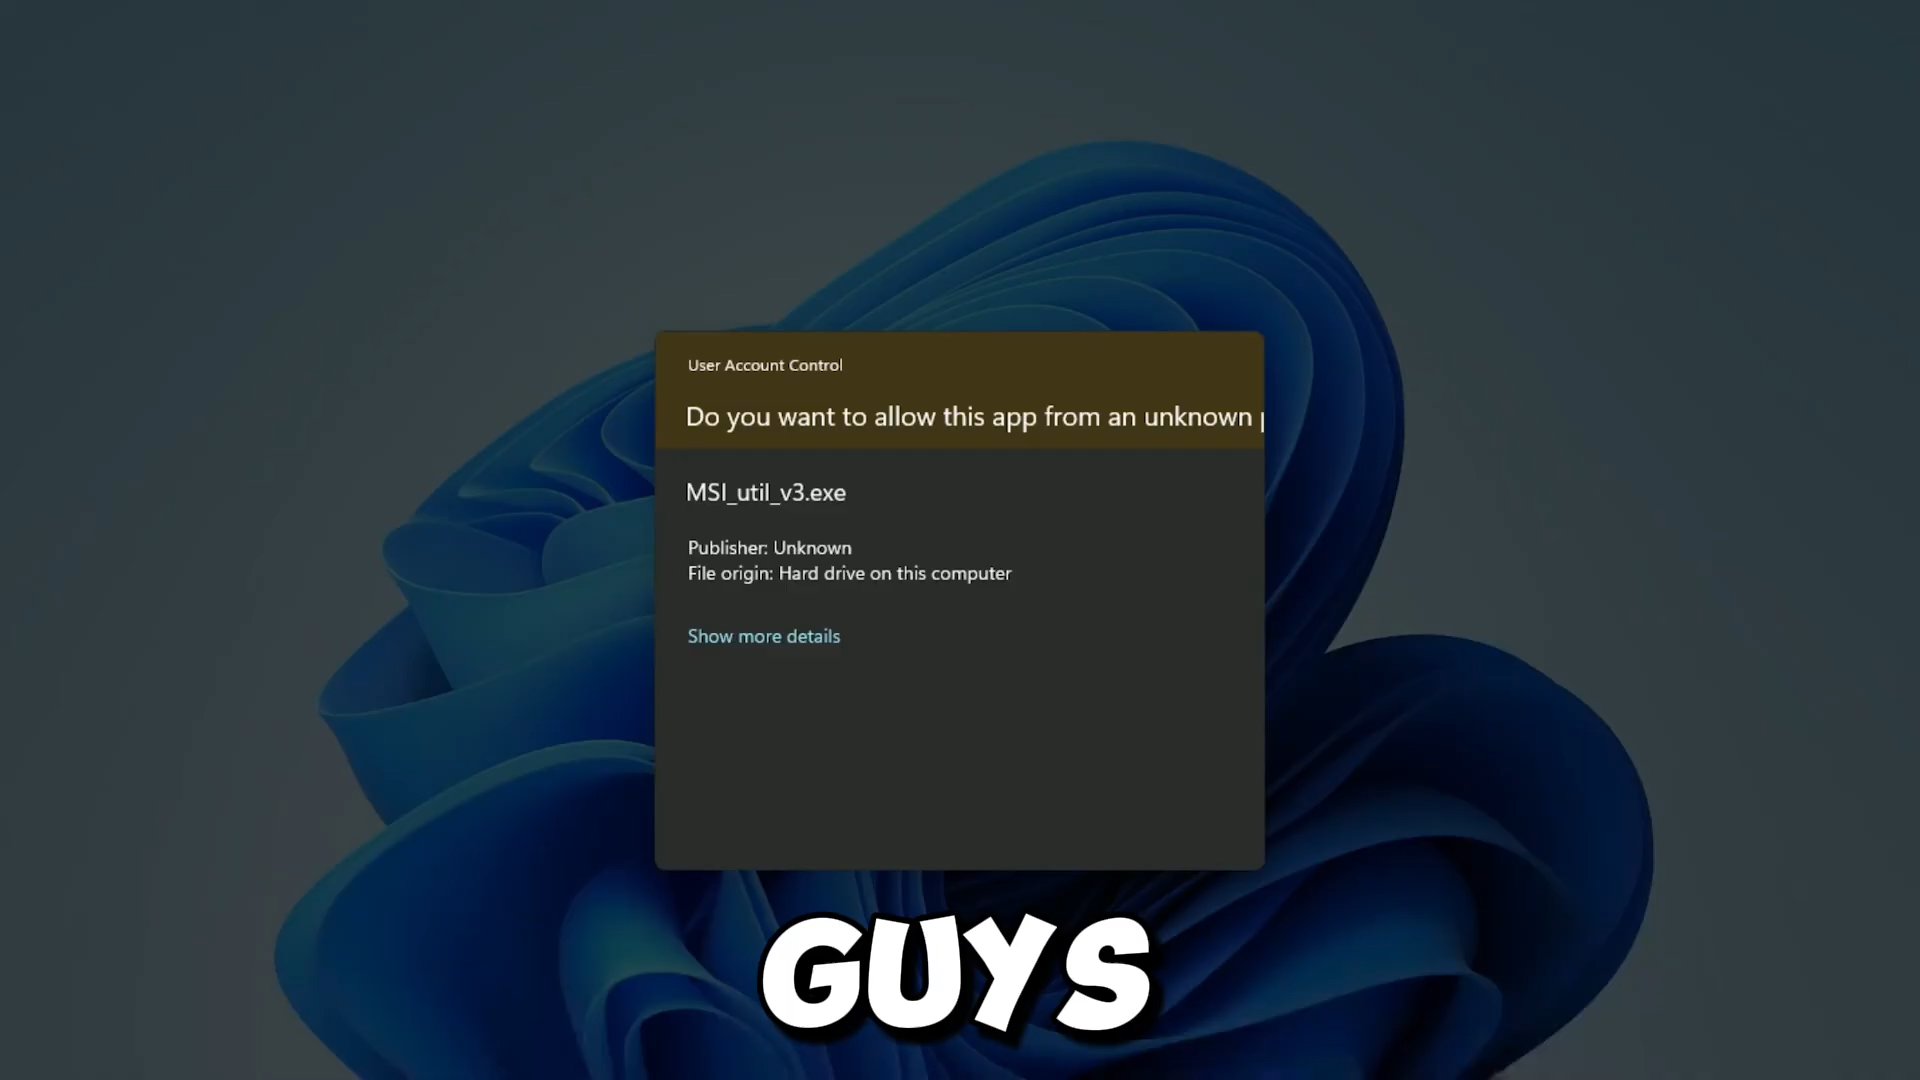 User Account Control
Do you want to allow this app from an unknown
MSI_util_v3.exe
Publisher: Unknown
File origin: Hard drive on this computer
Show more details
GUYS